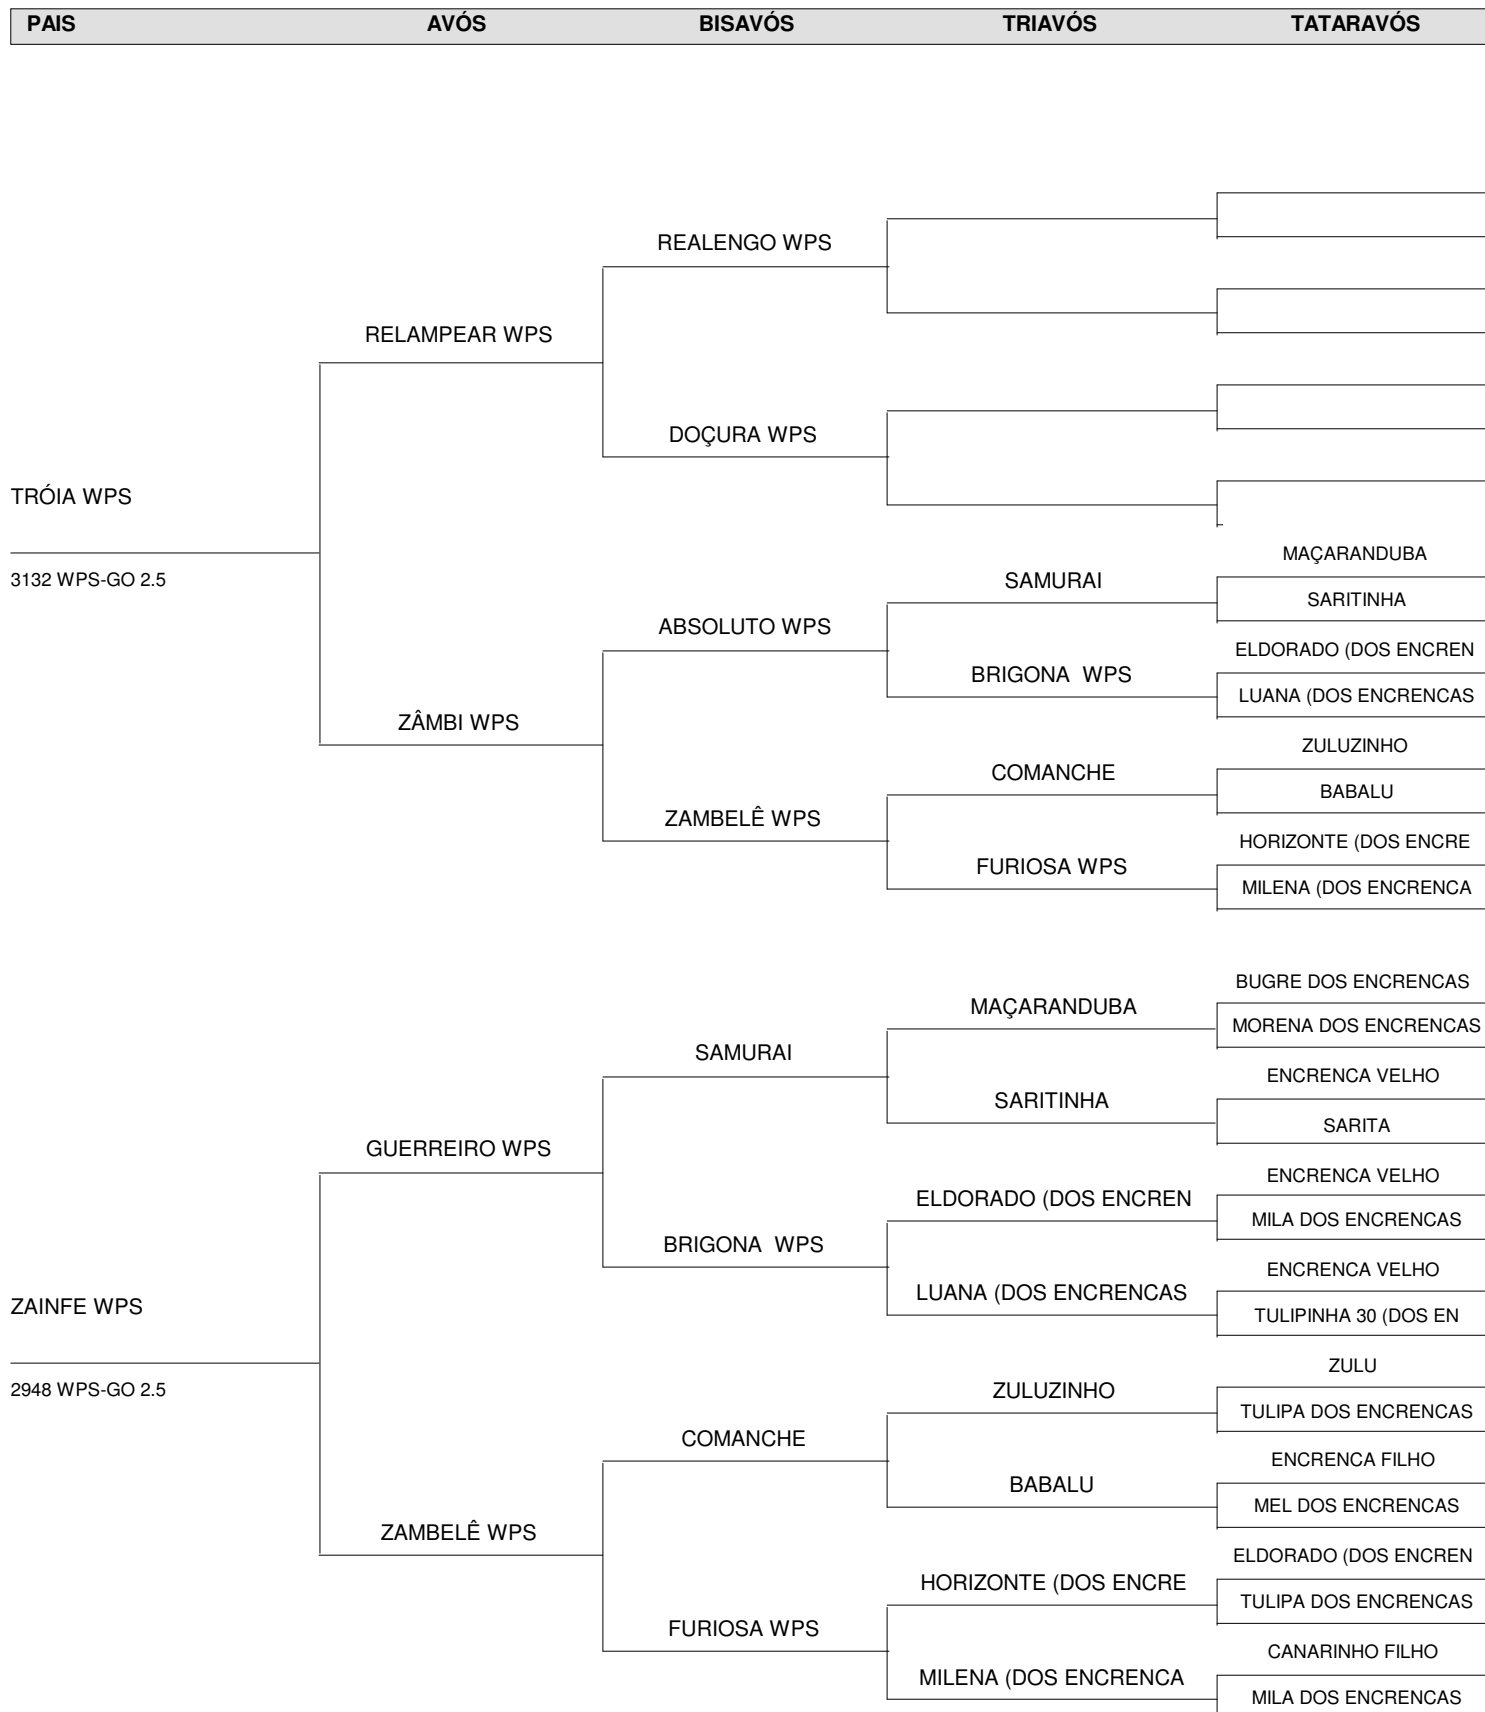 PAIS AVÓS BISAVÓS TRIAVÓS TATARAVÓS
REALENGO WPS
RELAMPEAR WPS
DOÇURA WPS
TRÓIA WPS
3132 WPS-GO 2.5
MAÇARANDUBA
SAMURAI
SARITINHA
ABSOLUTO WPS
ELDORADO (DOS ENCREN
BRIGONA  WPS
LUANA (DOS ENCRENCAS
ZÂMBI WPS
ZULUZINHO
COMANCHE
BABALU
ZAMBELÊ WPS
HORIZONTE (DOS ENCRE
FURIOSA WPS
MILENA (DOS ENCRENCA
BUGRE DOS ENCRENCAS
MAÇARANDUBA
MORENA DOS ENCRENCAS
SAMURAI
ENCRENCA VELHO
SARITINHA
SARITA
GUERREIRO WPS
ENCRENCA VELHO
ELDORADO (DOS ENCREN
MILA DOS ENCRENCAS
BRIGONA  WPS
ENCRENCA VELHO
LUANA (DOS ENCRENCAS
TULIPINHA 30 (DOS EN
ZAINFE WPS
2948 WPS-GO 2.5
ZULU
ZULUZINHO
TULIPA DOS ENCRENCAS
COMANCHE
ENCRENCA FILHO
BABALU
MEL DOS ENCRENCAS
ZAMBELÊ WPS
ELDORADO (DOS ENCREN
HORIZONTE (DOS ENCRE
TULIPA DOS ENCRENCAS
FURIOSA WPS
CANARINHO FILHO
MILENA (DOS ENCRENCA
MILA DOS ENCRENCAS